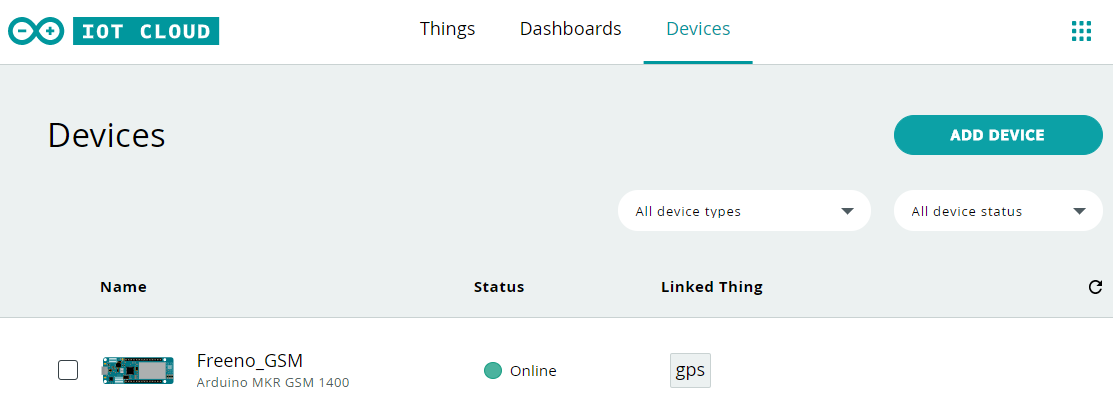 IOT CLOUD
Things Dashboards Devices
Devices
ADD DEVICE
All device types All device status
Name Status Linked Thing
Freeno_GSM
Arduino MKR GSM 1400
Online
gps